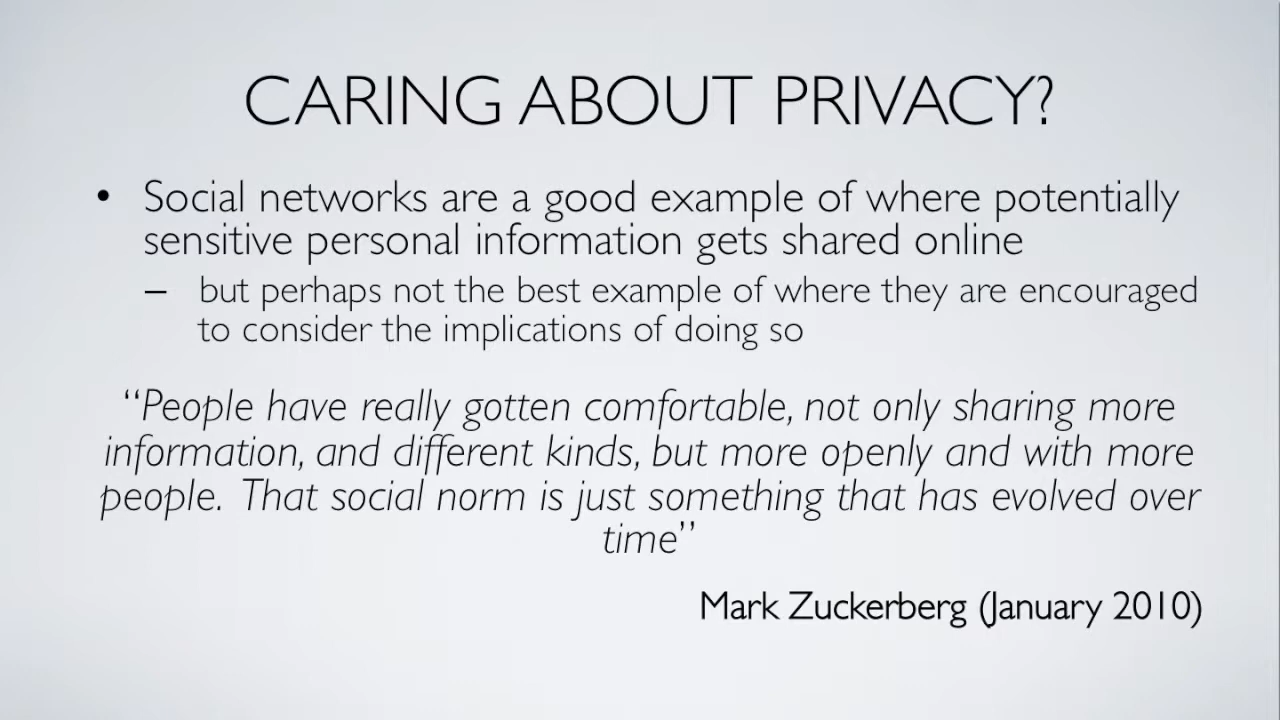 CARING ABOUT PRIVACY?
• Social networks are a good example of where potentially
sensitive personal information gets shared online
– but perhaps not the best example of where they are encouraged
to consider the implications of doing so
“People have really gotten comfortable, not only sharing more
information, and different kinds, but more openly and with more
people. That social norm is just something that has evolved over
time”
Mark Zuckerberg (January 2010)